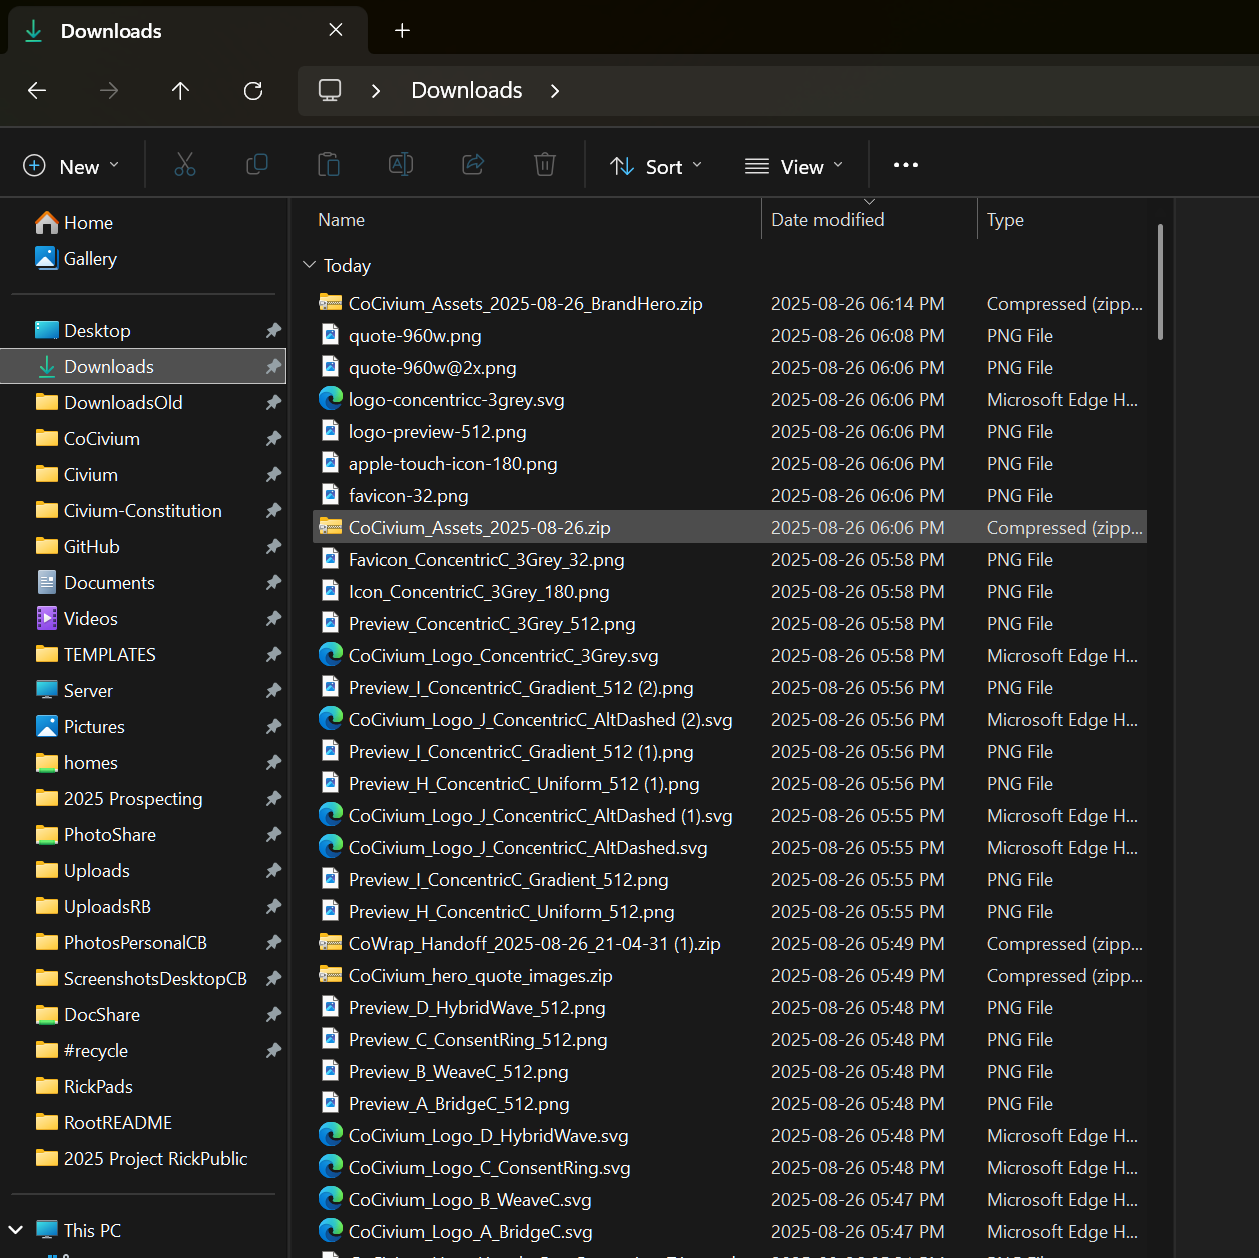 Downloads
Downloads
New
Sort
View
Home
Gallery
Desktop
Downloads
DownloadsOld
CoCivium
Civium
Civium-Constitution
GitHub
Documents
Videos
TEMPLATES
Server
Pictures
homes
2025 Prospecting
PhotoShare
Uploads
UploadsRB
PhotosPersonalCB
ScreenshotsDesktopCB
DocShare
#recycle
RickPads
RootREADME
2025 Project RickPublic
This PC
Name Date modified Type
Today
CoCivium_Assets_2025-08-26_BrandHero.zip 2025-08-26 06:14 PM Compressed (zipp...
quote-960w.png 2025-08-26 06:08 PM PNG File
quote-960w@2x.png 2025-08-26 06:06 PM PNG File
logo-concentricc-3grey.svg 2025-08-26 06:06 PM Microsoft Edge H...
logo-preview-512.png 2025-08-26 06:06 PM PNG File
apple-touch-icon-180.png 2025-08-26 06:06 PM PNG File
favicon-32.png 2025-08-26 06:06 PM PNG File
CoCivium_Assets_2025-08-26.zip 2025-08-26 06:06 PM Compressed (zipp...
Favicon_ConcentricC_3Grey_32.png 2025-08-26 05:58 PM PNG File
Icon_ConcentricC_3Grey_180.png 2025-08-26 05:58 PM PNG File
Preview_ConcentricC_3Grey_512.png 2025-08-26 05:58 PM PNG File
CoCivium_Logo_ConcentricC_3Grey.svg 2025-08-26 05:58 PM Microsoft Edge H...
Preview_I_ConcentricC_Gradient_512 (2).png 2025-08-26 05:56 PM PNG File
CoCivium_Logo_J_ConcentricC_AltDashed (2).svg 2025-08-26 05:56 PM Microsoft Edge H...
Preview_I_ConcentricC_Gradient_512 (1).png 2025-08-26 05:56 PM PNG File
Preview_H_ConcentricC_Uniform_512 (1).png 2025-08-26 05:56 PM PNG File
CoCivium_Logo_J_ConcentricC_AltDashed (1).svg 2025-08-26 05:55 PM Microsoft Edge H...
CoCivium_Logo_J_ConcentricC_AltDashed.svg 2025-08-26 05:55 PM Microsoft Edge H...
Preview_I_ConcentricC_Gradient_512.png 2025-08-26 05:55 PM PNG File
Preview_H_ConcentricC_Uniform_512.png 2025-08-26 05:55 PM PNG File
CoWrap_Handoff_2025-08-26_21-04-31 (1).zip 2025-08-26 05:49 PM Compressed (zipp...
CoCivium_hero_quote_images.zip 2025-08-26 05:49 PM Compressed (zipp...
Preview_D_HybridWave_512.png 2025-08-26 05:48 PM PNG File
Preview_C_ConsentRing_512.png 2025-08-26 05:48 PM PNG File
Preview_B_WeaveC_512.png 2025-08-26 05:48 PM PNG File
Preview_A_BridgeC_512.png 2025-08-26 05:48 PM PNG File
CoCivium_Logo_D_HybridWave.svg 2025-08-26 05:48 PM Microsoft Edge H...
CoCivium_Logo_C_ConsentRing.svg 2025-08-26 05:48 PM Microsoft Edge H...
CoCivium_Logo_B_WeaveC.svg 2025-08-26 05:47 PM Microsoft Edge H...
CoCivium_Logo_A_BridgeC.svg 2025-08-26 05:47 PM Microsoft Edge H...